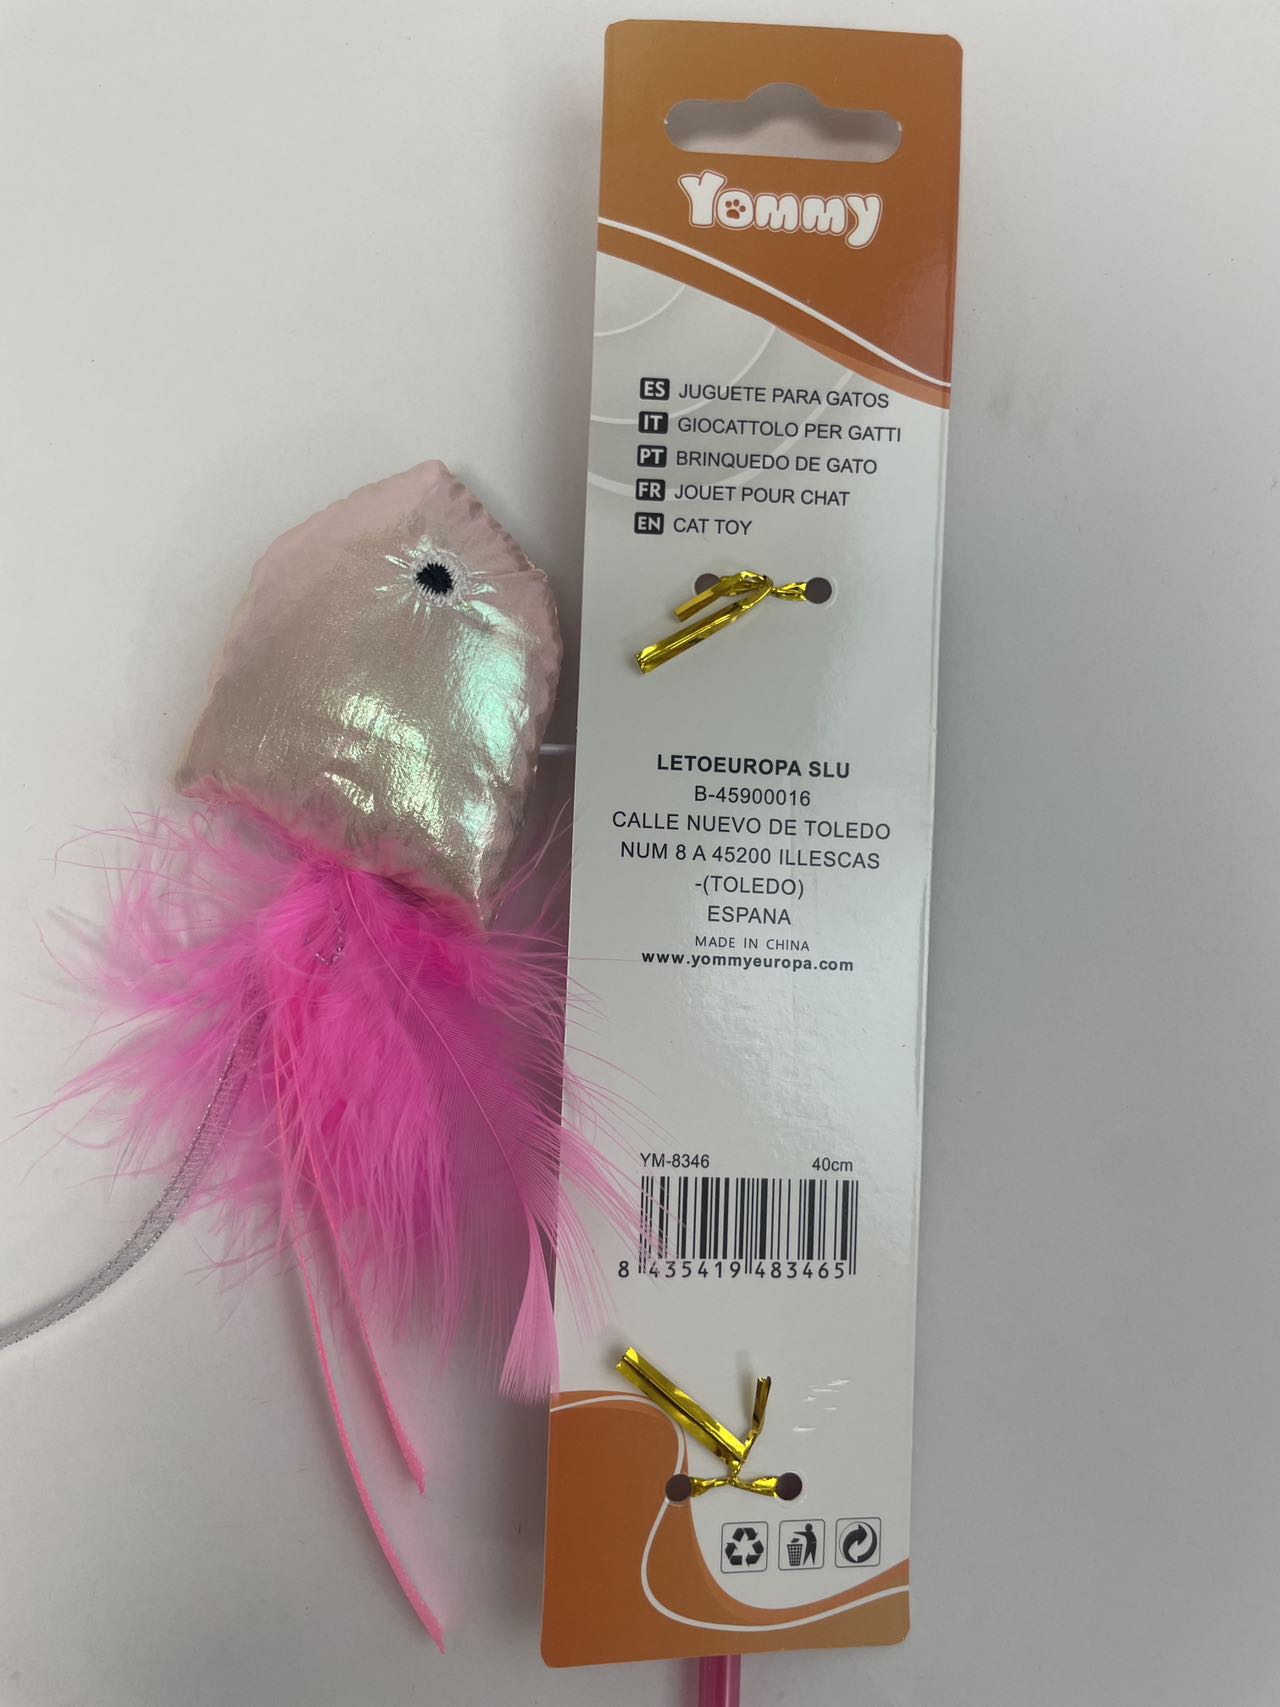 Yommy
ES JUGUETE PARA GATOS
IT GIOCATTOLO PER GATTI
PT BRINQUEDO DE GATO
FR JOUET POUR CHAT
EN CAT TOY
LETOEUROPA SLU
B-45900016
CALLE NUEVO DE TOLEDO
NUM 8 A 45200 ILLESCAS
-(TOLEDO)
ESPANA
MADE IN CHINA
www.yommyeuropa.com
YM-8346 40cm
8 435419 483465